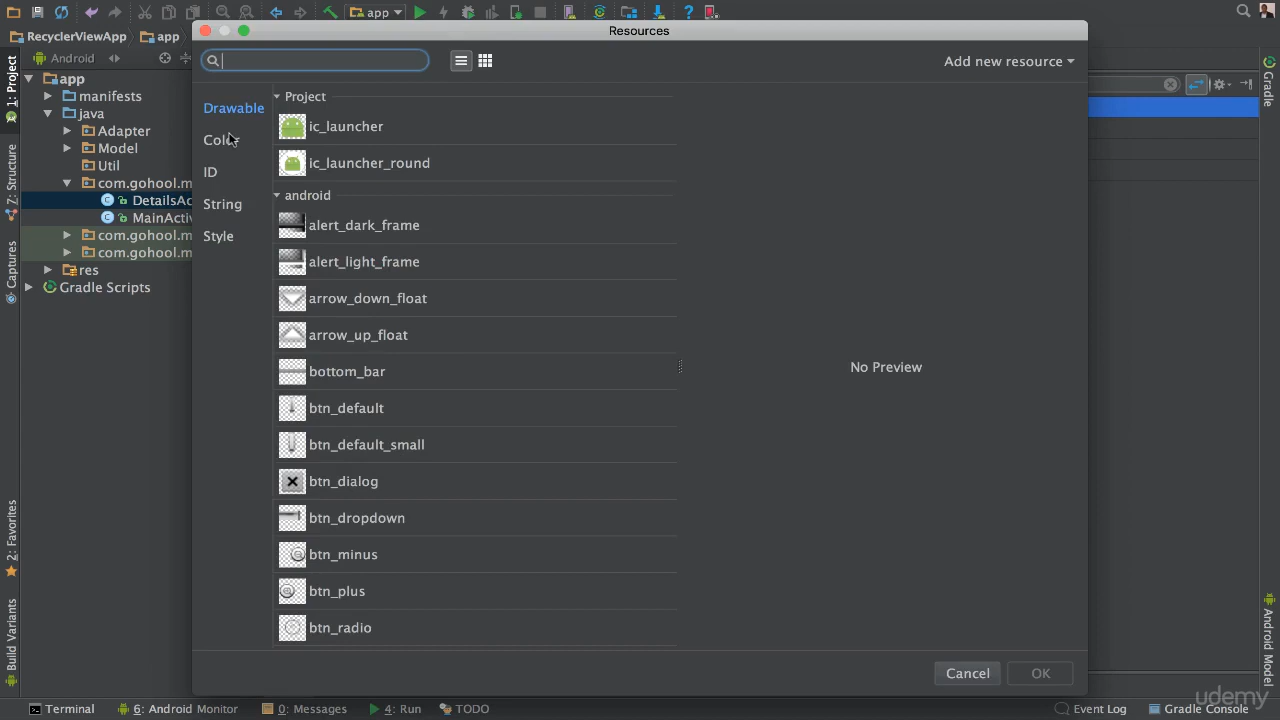 app
Resources
RecyclerViewApp
app
Android
Add new resource
1: Project
Z: Structure
Captures
2: Favorites
Build Variants
app
manifests
java
Adapter
Model
Util
com.gohool.m
DetailsAc
MainActiv
com.gohool.m
com.gohool.m
res
Gradle Scripts
Drawable
Color
ID
String
Style
Project
ic_launcher
ic_launcher_round
android
alert_dark_frame
alert_light_frame
arrow_down_float
arrow_up_float
bottom_bar
btn_default
btn_default_small
btn_dialog
btn_dropdown
btn_minus
btn_plus
btn_radio
No Preview
Cancel
OK
Gradle
Android Model
Terminal
6: Android Monitor
0: Messages
4: Run
TODO
Event Log
Gradle Console
udemy